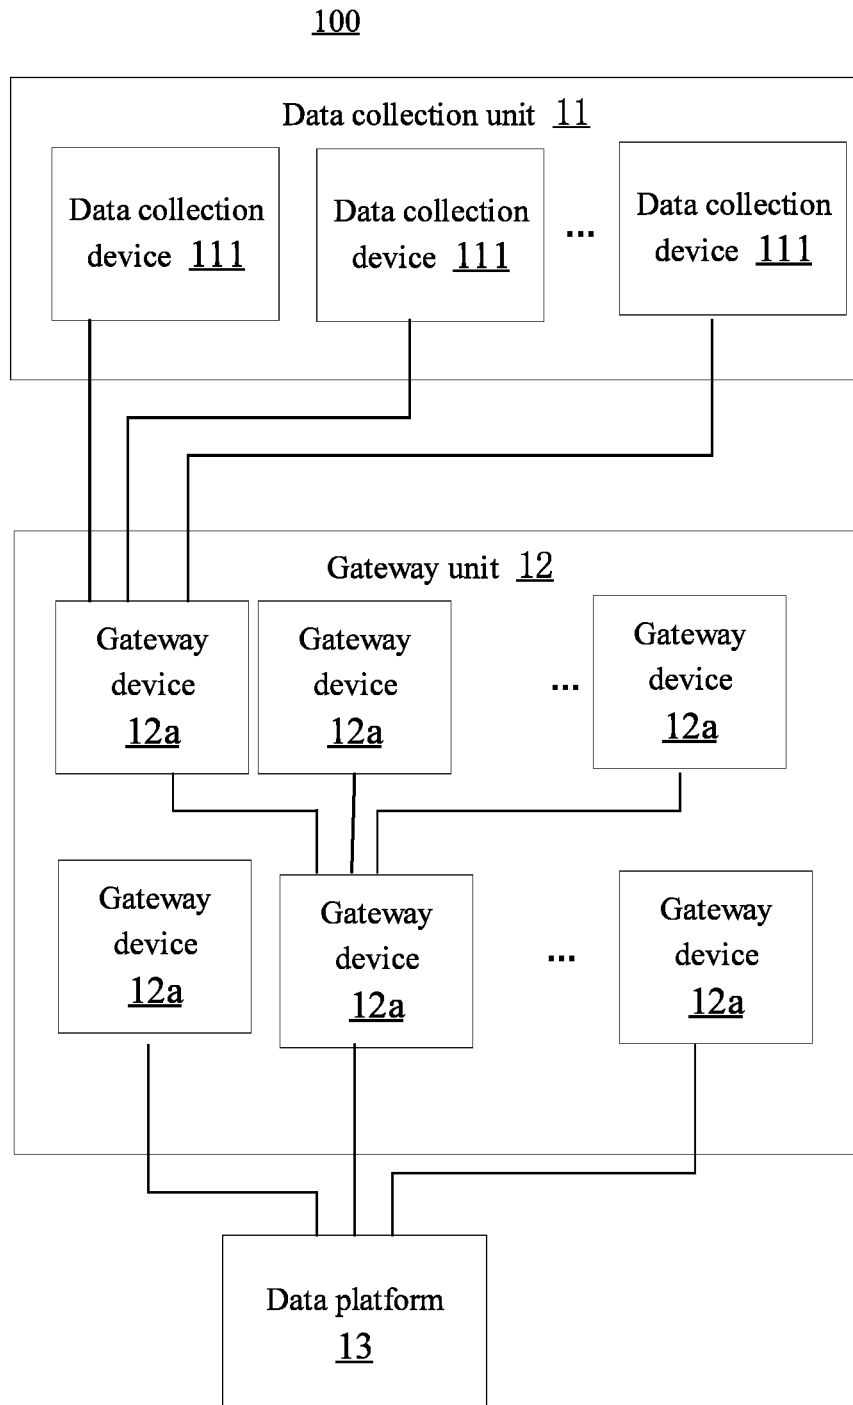 100
Data collection unit 11
Data collection
device 111
Data collection
device 111
...
Data collection
device 111
Gateway unit 12
Gateway
device
12a
Gateway
device
12a
...
Gateway
device
12a
Gateway
device
12a
Gateway
device
12a
...
Gateway
device
12a
Data platform
13